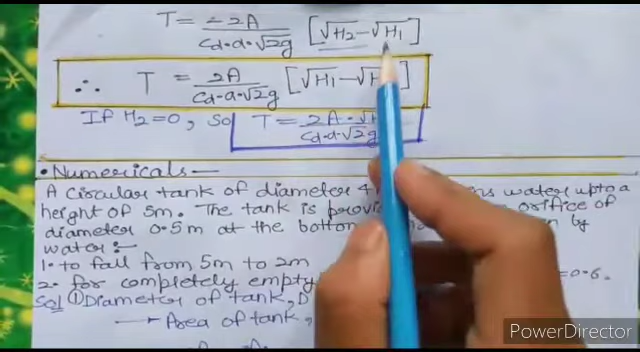 T = -2A / Cd·a·√2g [√H2-√H1]
∴ T = 2A / Cd·a·√2g [√H1-√H ]
If H2=0, so T = 2A·√H / Cd·a·√2g
• Numericals —
A Circular tank of diameter 4 water upto a
height of 5m. The tank is orifice of
diameter 0.5m at the bottom by
water :-
1. to fall from 5m to 2m
2. for completely empty =0.6.
Sol ① Diameter of tank, D
→ Area of tank,
PowerDirector